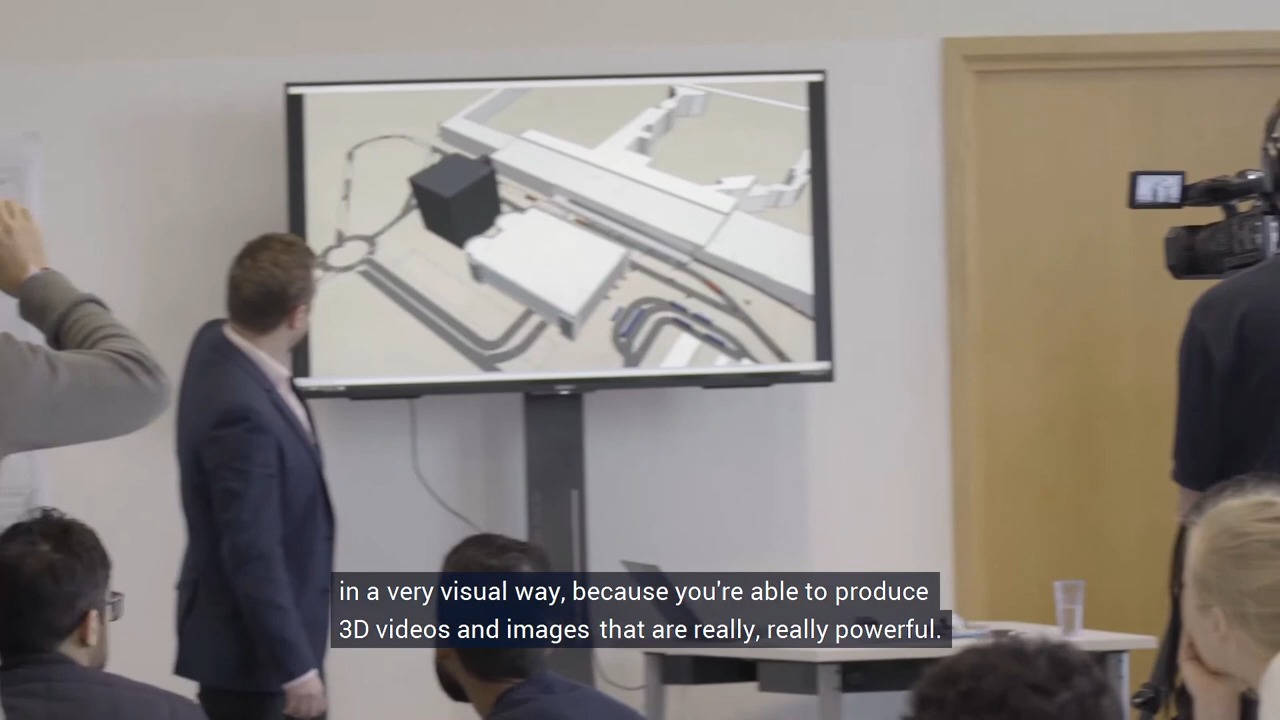 in a very visual way, because you're able to produce
3D videos and images that are really, really powerful.